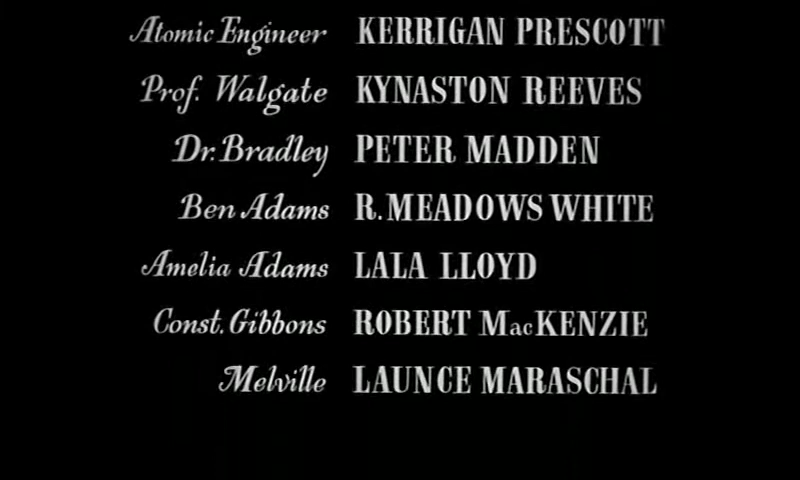 Atomic Engineer KERRIGAN PRESCOTT
Prof. Walgate KYNASTON REEVES
Dr. Bradley PETER MADDEN
Ben Adams R. MEADOWS WHITE
Amelia Adams LALA LLOYD
Const. Gibbons ROBERT MacKENZIE
Melville LAUNCE MARASCHAL